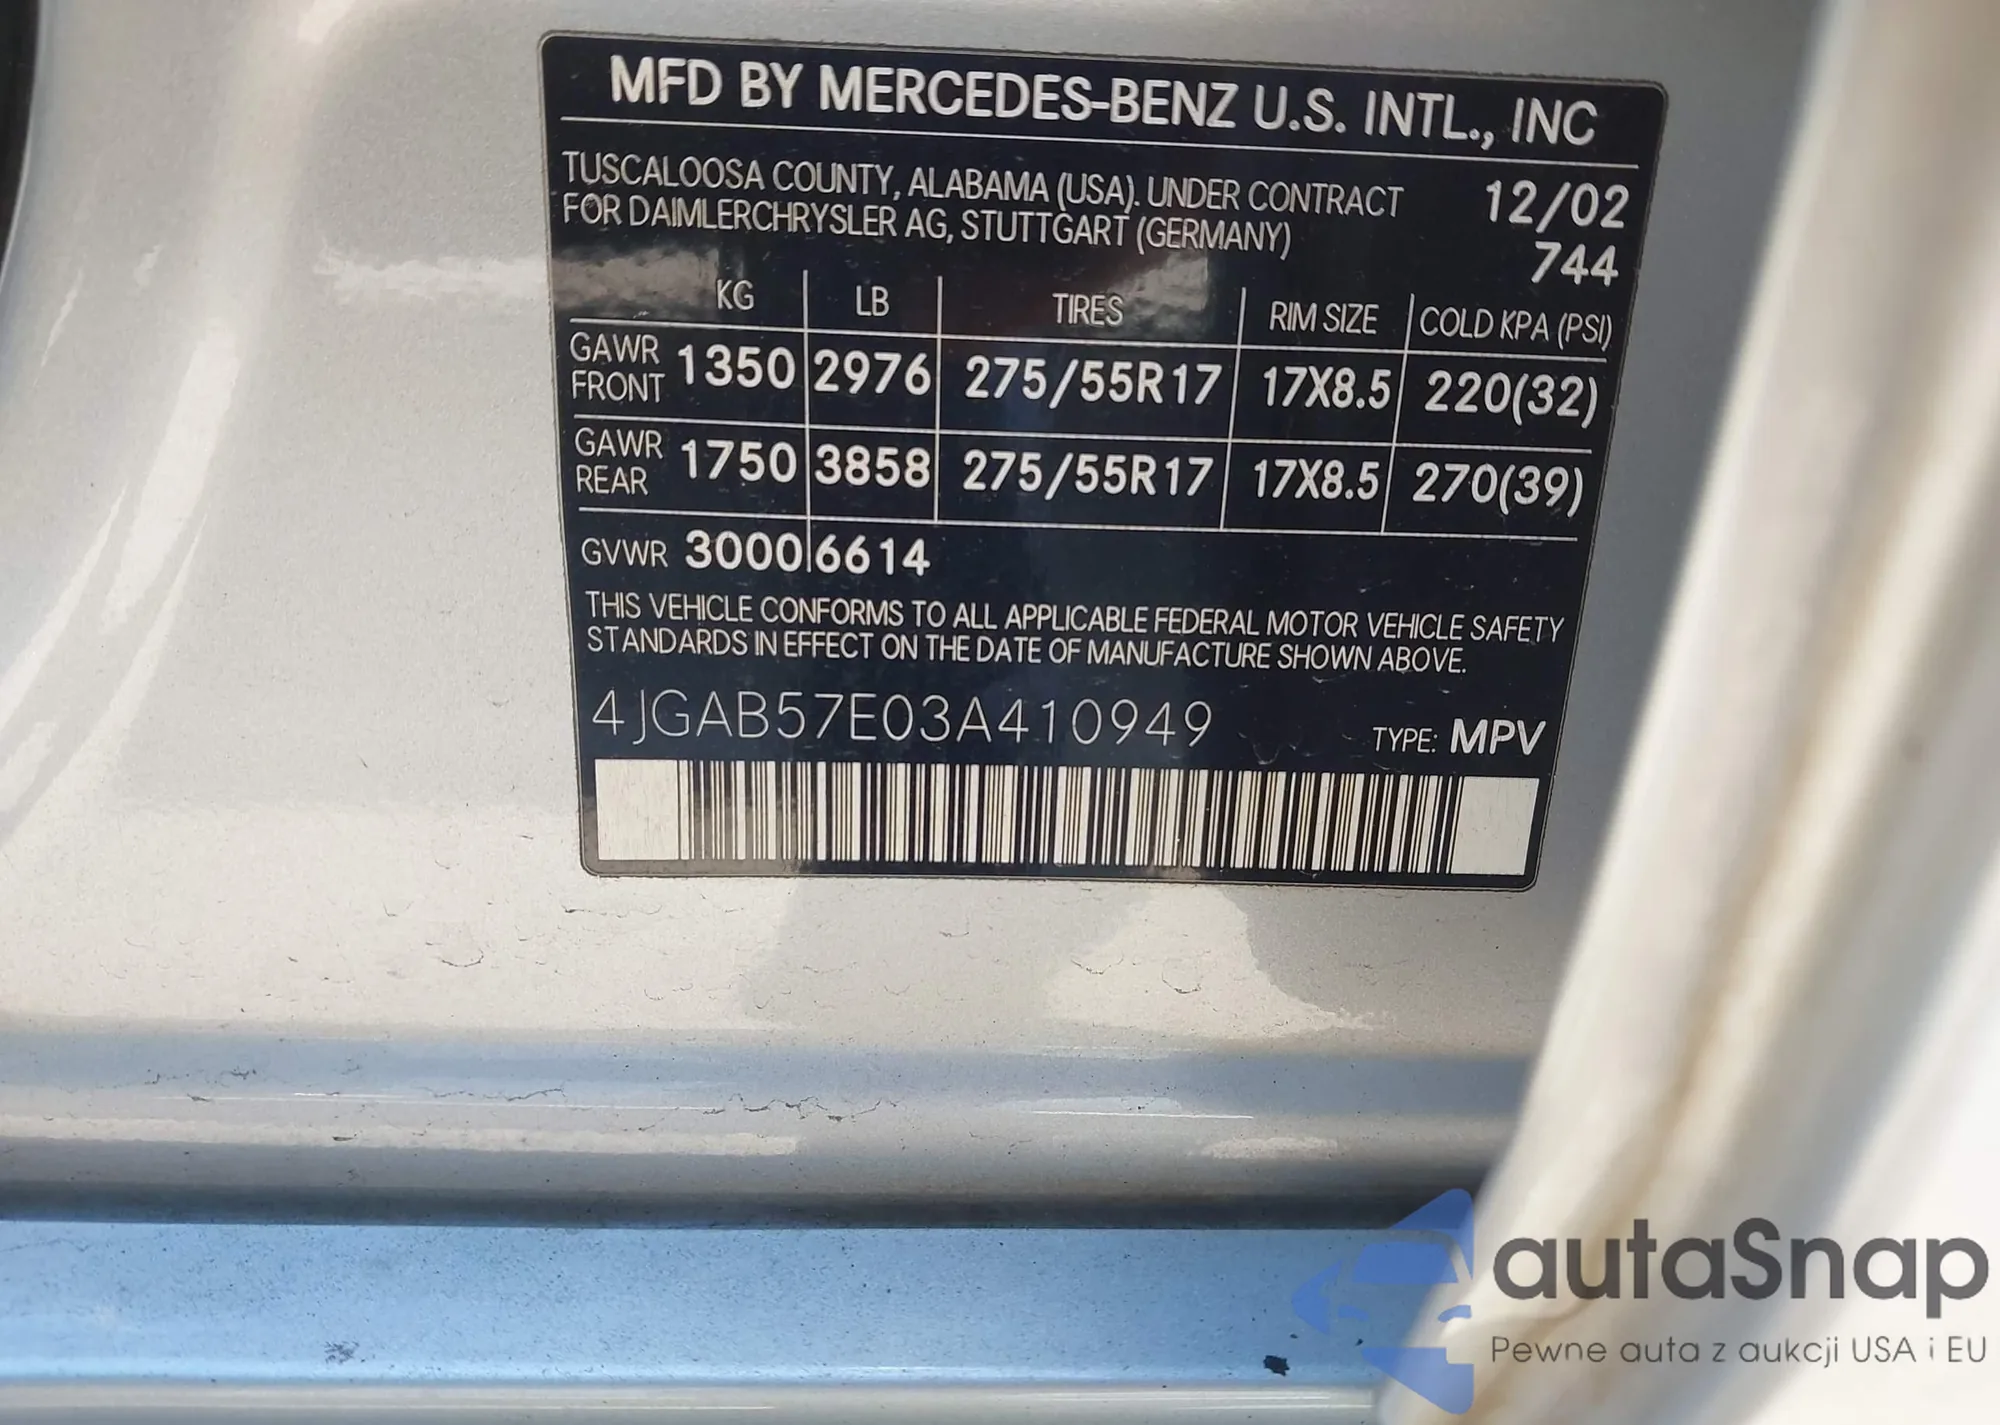 MFD BY MERCEDES-BENZ U.S. INTL., INC
TUSCALOOSA COUNTY, ALABAMA (USA). UNDER CONTRACT 12/02
FOR DAIMLERCHRYSLER AG, STUTTGART (GERMANY)
744
KG LB TIRES RIM SIZE COLD KPA (PSI)
GAWR FRONT 1350 2976 275/55R17 17X8.5 220(32)
GAWR REAR 1750 3858 275/55R17 17X8.5 270(39)
GVWR 3000 6614
THIS VEHICLE CONFORMS TO ALL APPLICABLE FEDERAL MOTOR VEHICLE SAFETY
STANDARDS IN EFFECT ON THE DATE OF MANUFACTURE SHOWN ABOVE.
4JGAB57E03A410949 TYPE: MPV
autaSnap
Pewne auta z aukcji USA i EU